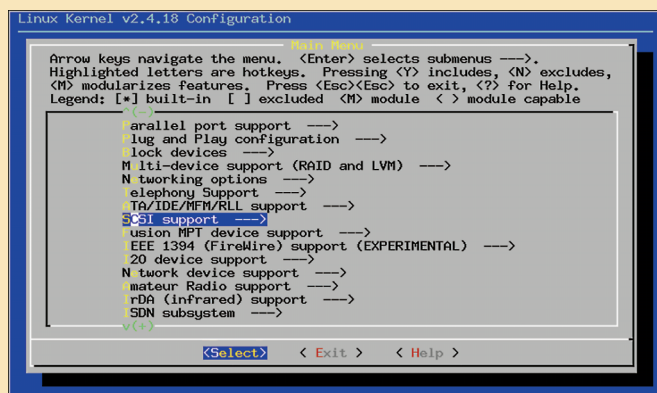 Linux Kernel v2.4.18 Configuration
Main Menu
Arrow keys navigate the menu. <Enter> selects submenus --->.
Highlighted letters are hotkeys. Pressing <Y> includes, <N> excludes,
<M> modularizes features. Press <Esc><Esc> to exit, <?> for Help.
Legend: [*] built-in [ ] excluded <M> module < > module capable
^(-)
Parallel port support --->
Plug and Play configuration --->
Block devices --->
Multi-device support (RAID and LVM) --->
Networking options --->
Telephony Support --->
ATA/IDE/MFM/RLL support --->
SCSI support --->
Fusion MPT device support --->
IEEE 1394 (FireWire) support (EXPERIMENTAL) --->
I2O device support --->
Network device support --->
Amateur Radio support --->
IrDA (infrared) support --->
ISDN subsystem --->
v(+)
<Select> < Exit > < Help >